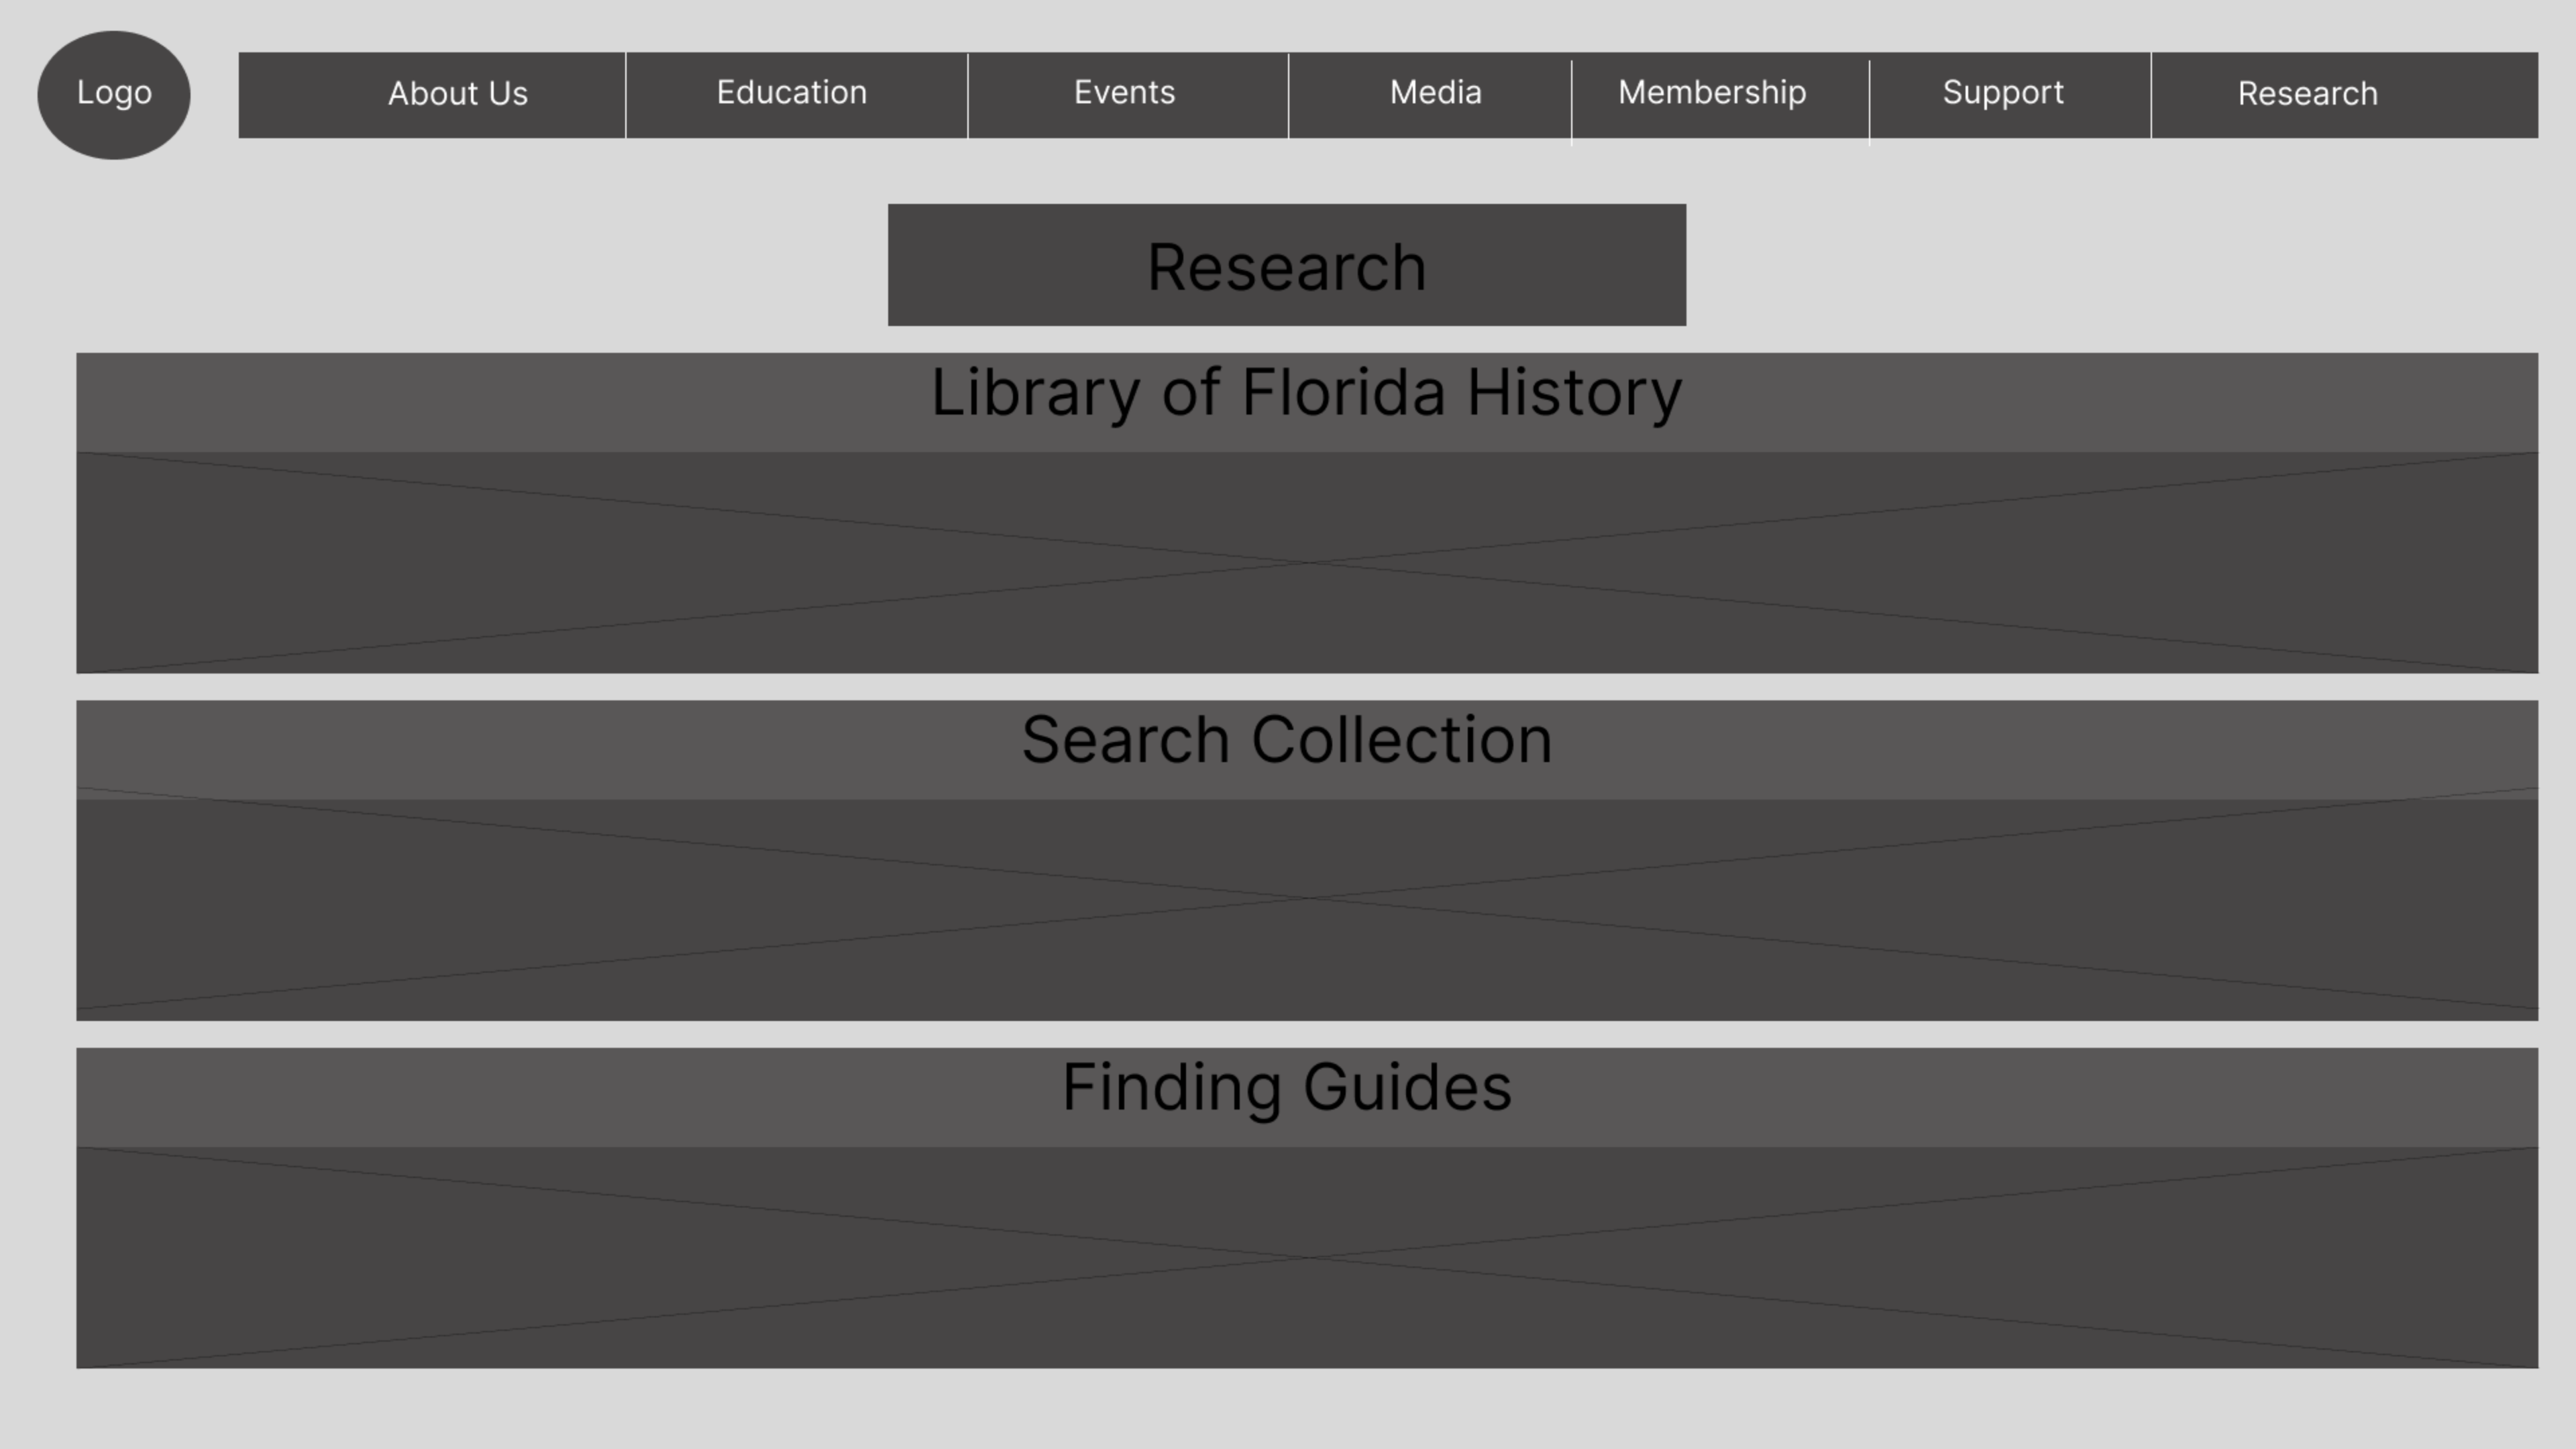 Logo
About Us
Education
Events
Media
Membership
Support
Research
Research
Library of Florida History
Search Collection
Finding Guides